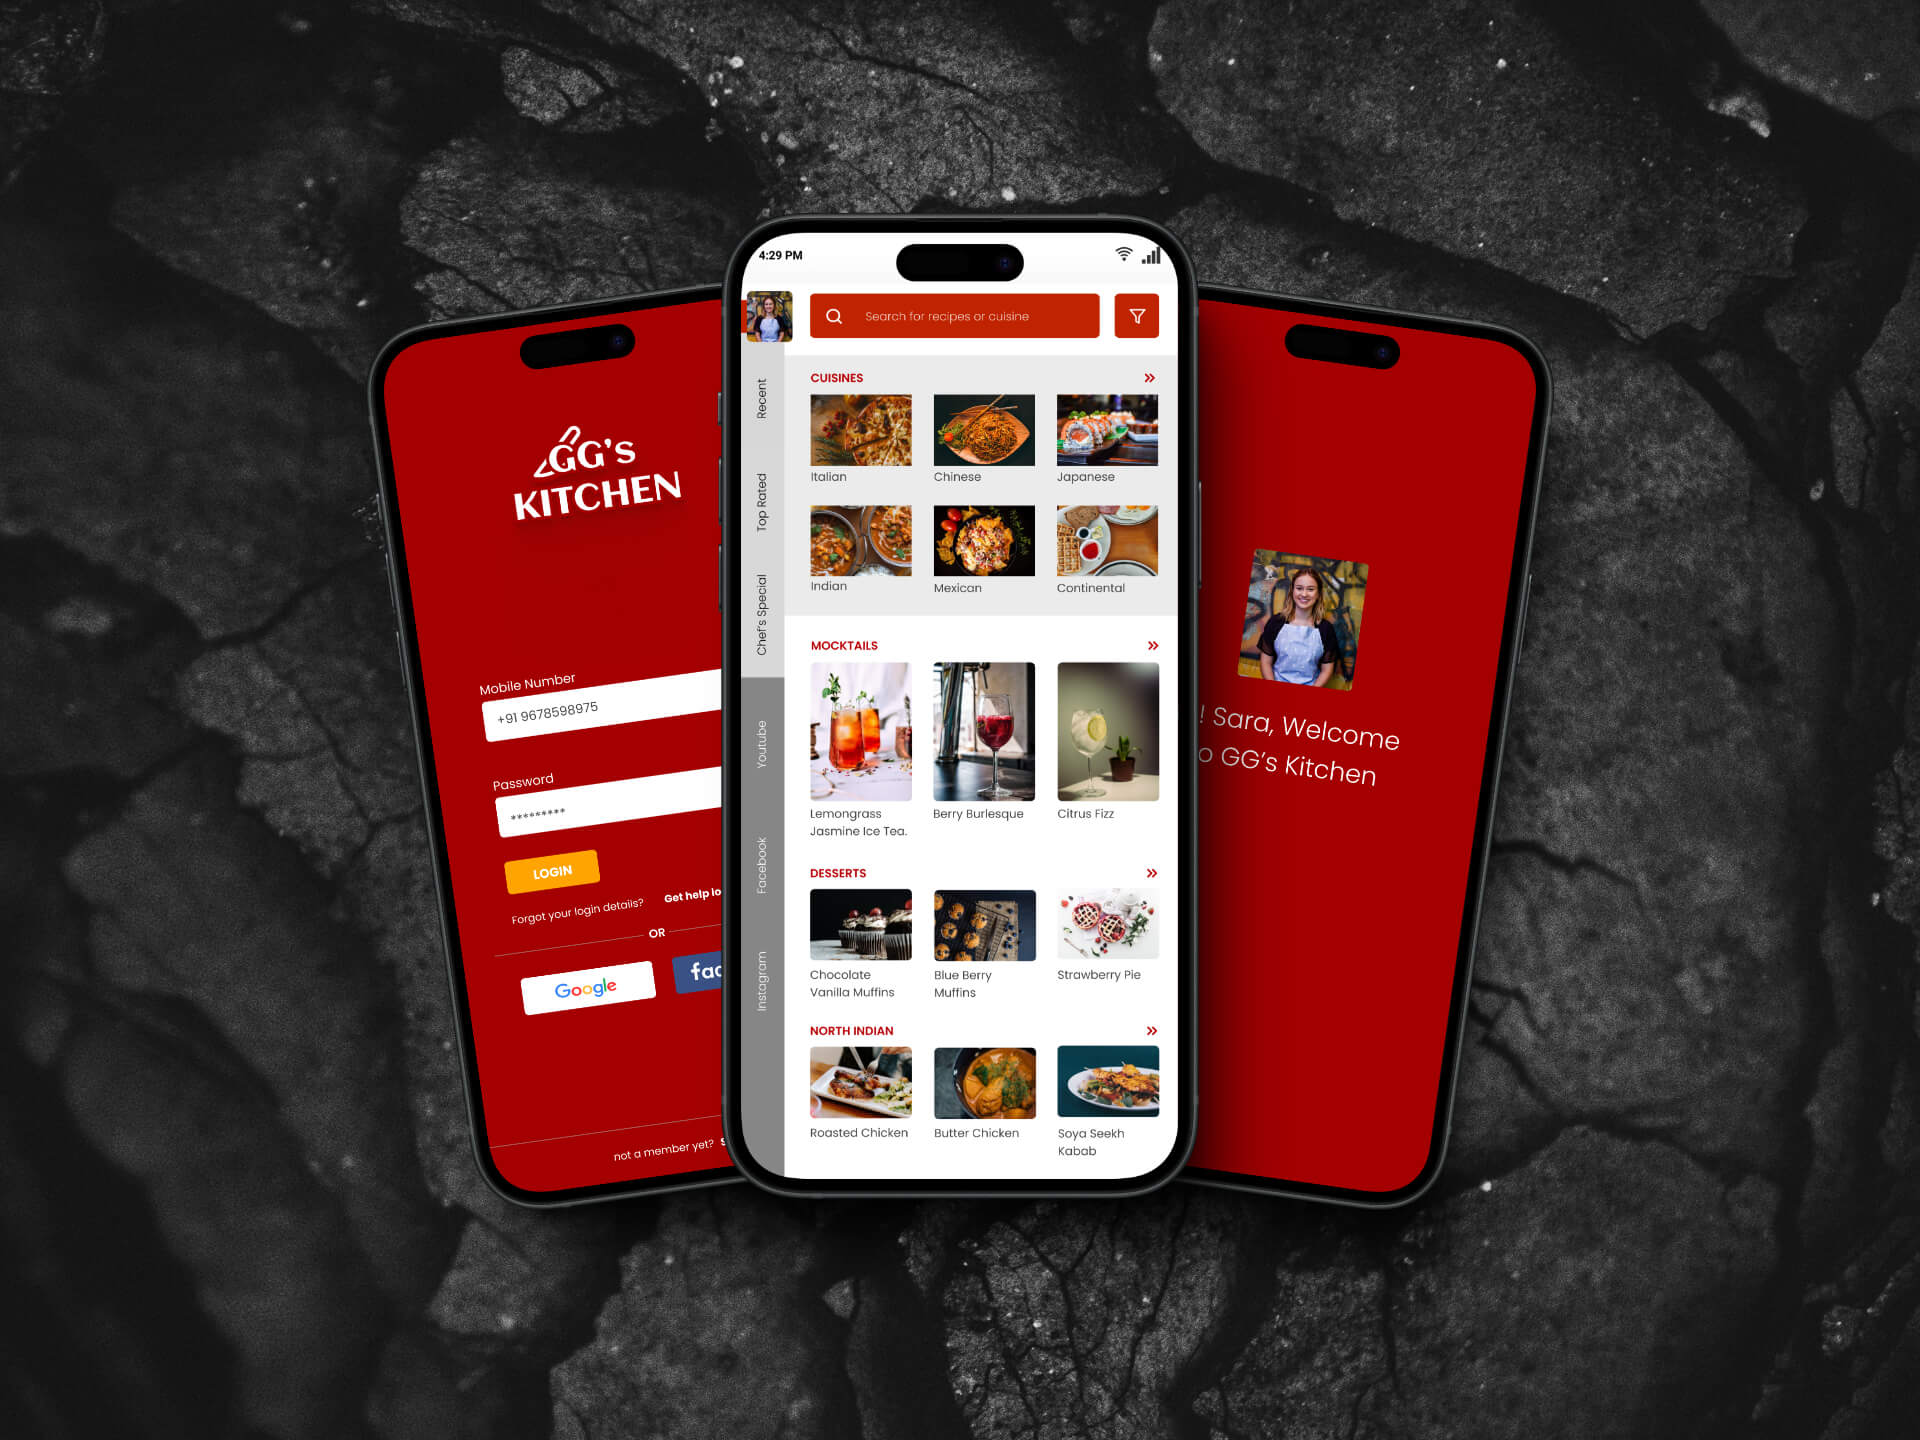 GG's
KITCHEN
Mobile Number
+91 9678598975
Password
*********
LOGIN
Forgot your login details? Get help
OR
Google
not a member yet?
4:29 PM
Search for recipes or cuisine
Recent
Top Rated
Chef's Special
Youtube
Facebook
Instagram
CUISINES
Italian
Chinese
Japanese
Indian
Mexican
Continental
MOCKTAILS
Lemongrass
Jasmine Ice Tea.
Berry Burlesque
Citrus Fizz
DESSERTS
Chocolate
Vanilla Muffins
Blue Berry
Muffins
Strawberry Pie
NORTH INDIAN
Roasted Chicken
Butter Chicken
Soya Seekh
Kabab
! Sara, Welcome
GG's Kitchen